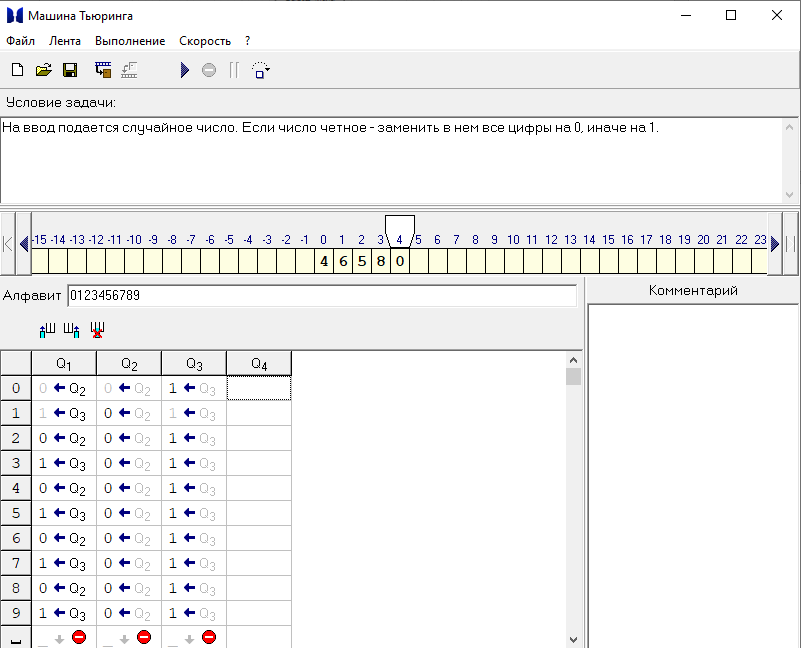 Машина Тьюринга
Файл Лента Выполнение Скорость ?
Условие задачи:
На ввод подается случайное число. Если число четное - заменить в нем все цифры на 0, иначе на 1.
-15 -14 -13 -12 -11 -10 -9 -8 -7 -6 -5 -4 -3 -2 -1 0 1 2 3 4 5 6 7 8 9 10 11 12 13 14 15 16 17 18 19 20 21 22 23
4 6 5 8 0
Алфавит 0123456789
Комментарий
Q1 Q2 Q3 Q4
0 0 ← Q2 0 ← Q2 1 ← Q3
1 1 ← Q3 0 ← Q2 1 ← Q3
2 0 ← Q2 0 ← Q2 1 ← Q3
3 1 ← Q3 0 ← Q2 1 ← Q3
4 0 ← Q2 0 ← Q2 1 ← Q3
5 1 ← Q3 0 ← Q2 1 ← Q3
6 0 ← Q2 0 ← Q2 1 ← Q3
7 1 ← Q3 0 ← Q2 1 ← Q3
8 0 ← Q2 0 ← Q2 1 ← Q3
9 1 ← Q3 0 ← Q2 1 ← Q3
_ _ ↓ _ ↓ _ ↓